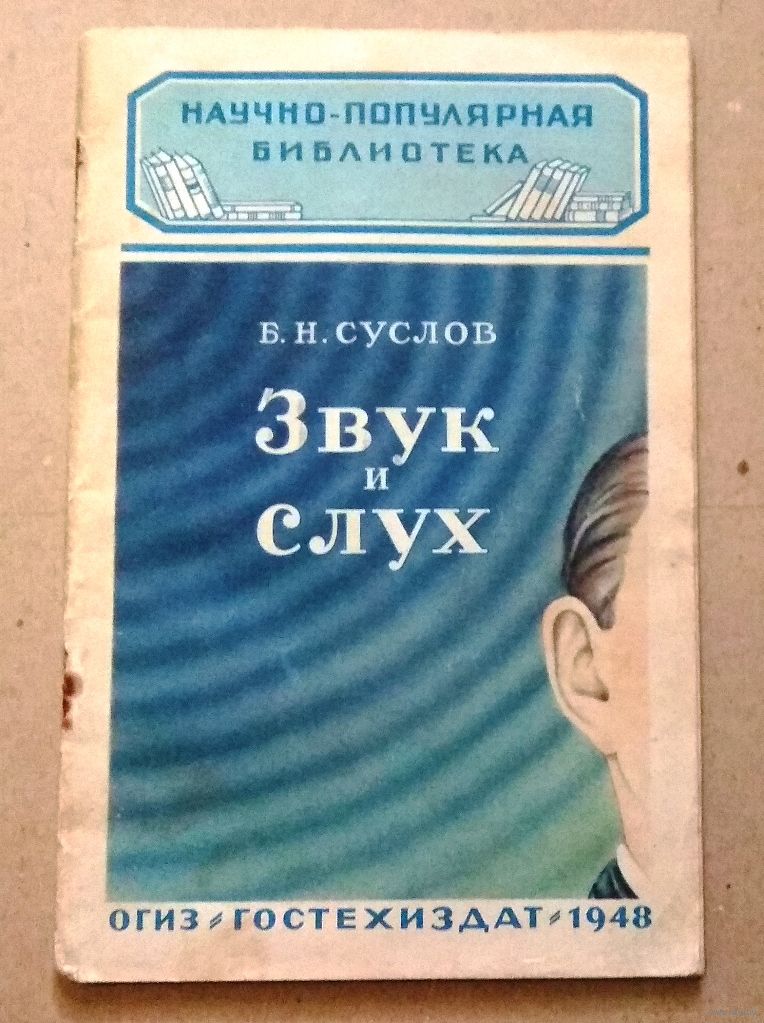 НАУЧНО-ПОПУЛЯРНАЯ
БИБЛИОТЕКА
Б. Н. СУСЛОВ
Звук
и
слух
ОГИЗ ⸗ ГОСТЕХИЗДАТ ⸗ 1948